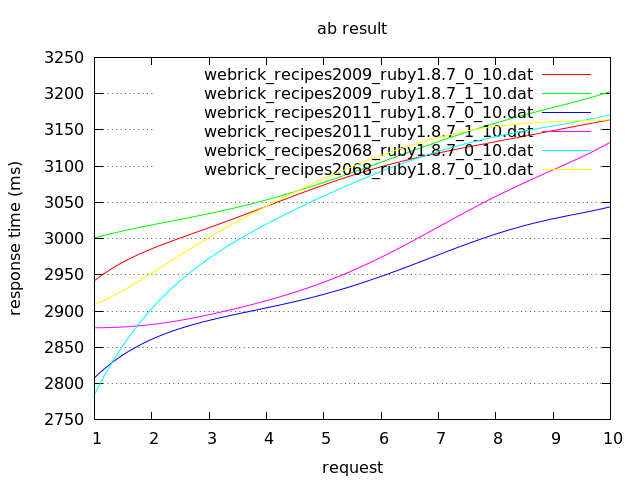 ab result
3250
3200
3150
3100
3050
3000
2950
2900
2850
2800
2750
response time (ms)
webrick_recipes2009_ruby1.8.7_0_10.dat
webrick_recipes2009_ruby1.8.7_1_10.dat
webrick_recipes2011_ruby1.8.7_0_10.dat
webrick_recipes2011_ruby1.8.7_1_10.dat
webrick_recipes2068_ruby1.8.7_0_10.dat
webrick_recipes2068_ruby1.8.7_0_10.dat
1 2 3 4 5 6 7 8 9 10
request